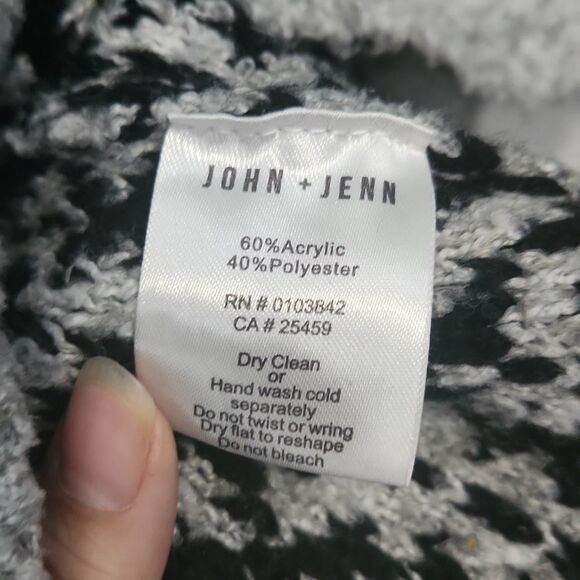 JOHN + JENN
60%Acrylic
40%Polyester
RN # 0103842
CA # 25459
Dry Clean
or
Hand wash cold
separately
Do not twist or wring
Dry flat to reshape
Do not bleach